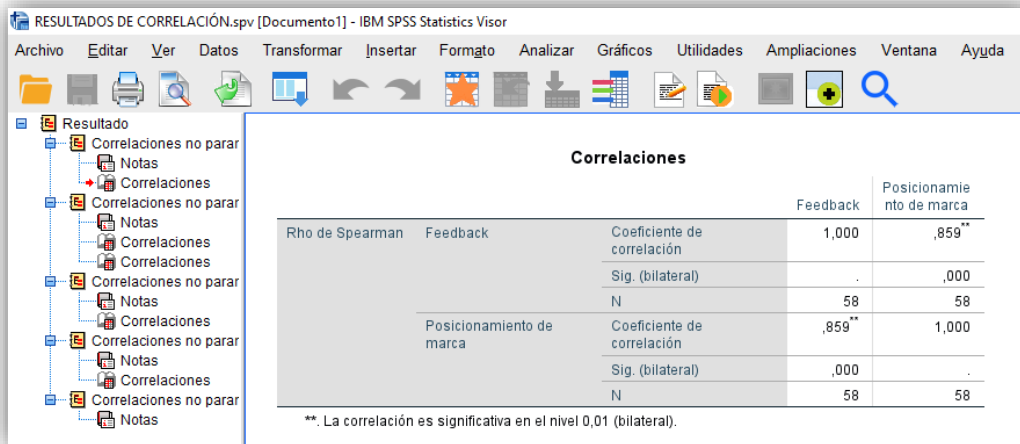 RESULTADOS DE CORRELACIÓN.spv [Documento1] - IBM SPSS Statistics Visor
Archivo Editar Ver Datos Transformar Insertar Formato Analizar Gráficos Utilidades Ampliaciones Ventana Ayuda
Resultado
Correlaciones no parar
Notas
Correlaciones
Correlaciones no parar
Notas
Correlaciones
Correlaciones
Correlaciones no parar
Notas
Correlaciones
Correlaciones no parar
Notas
Correlaciones
Correlaciones no parar
Notas
Correlaciones
Posicionamie
Feedback nto de marca
Rho de Spearman Feedback Coeficiente de 1,000 ,859**
correlación
Sig. (bilateral) . ,000
N 58 58
Posicionamiento de Coeficiente de ,859** 1,000
marca correlación
Sig. (bilateral) ,000 .
N 58 58
**. La correlación es significativa en el nivel 0,01 (bilateral).